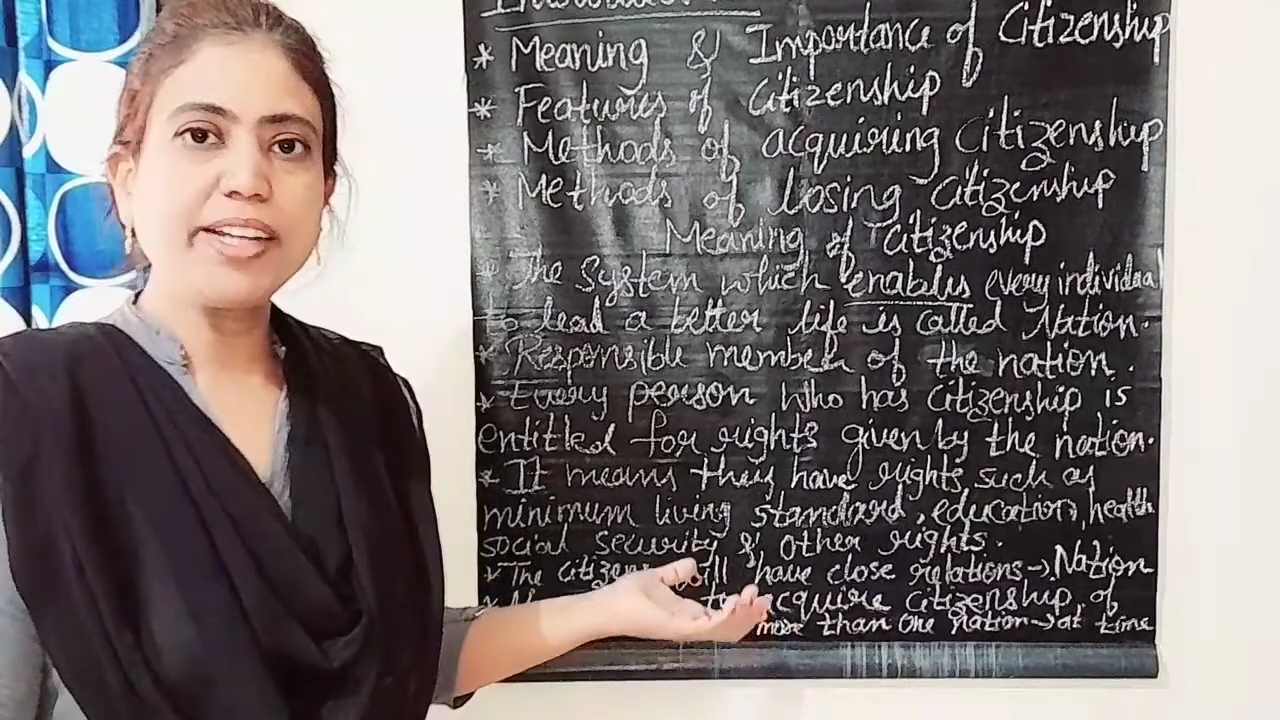 * Meaning & Importance of Citizenship
* Features of Citizenship
* Methods of acquiring Citizenship
* Methods of losing Citizenship
Meaning of Citizenship
* The System which enables every individual
to lead a better life is called Nation.
* Responsible member of the nation.
* Every person who has Citizenship is
entitled for rights given by the nation.
* It means they have rights such as
minimum living standard, education, health
social security & other rights.
* The Citizens will have close relations → Nation
* to acquire citizenship of
more than one nation → at time